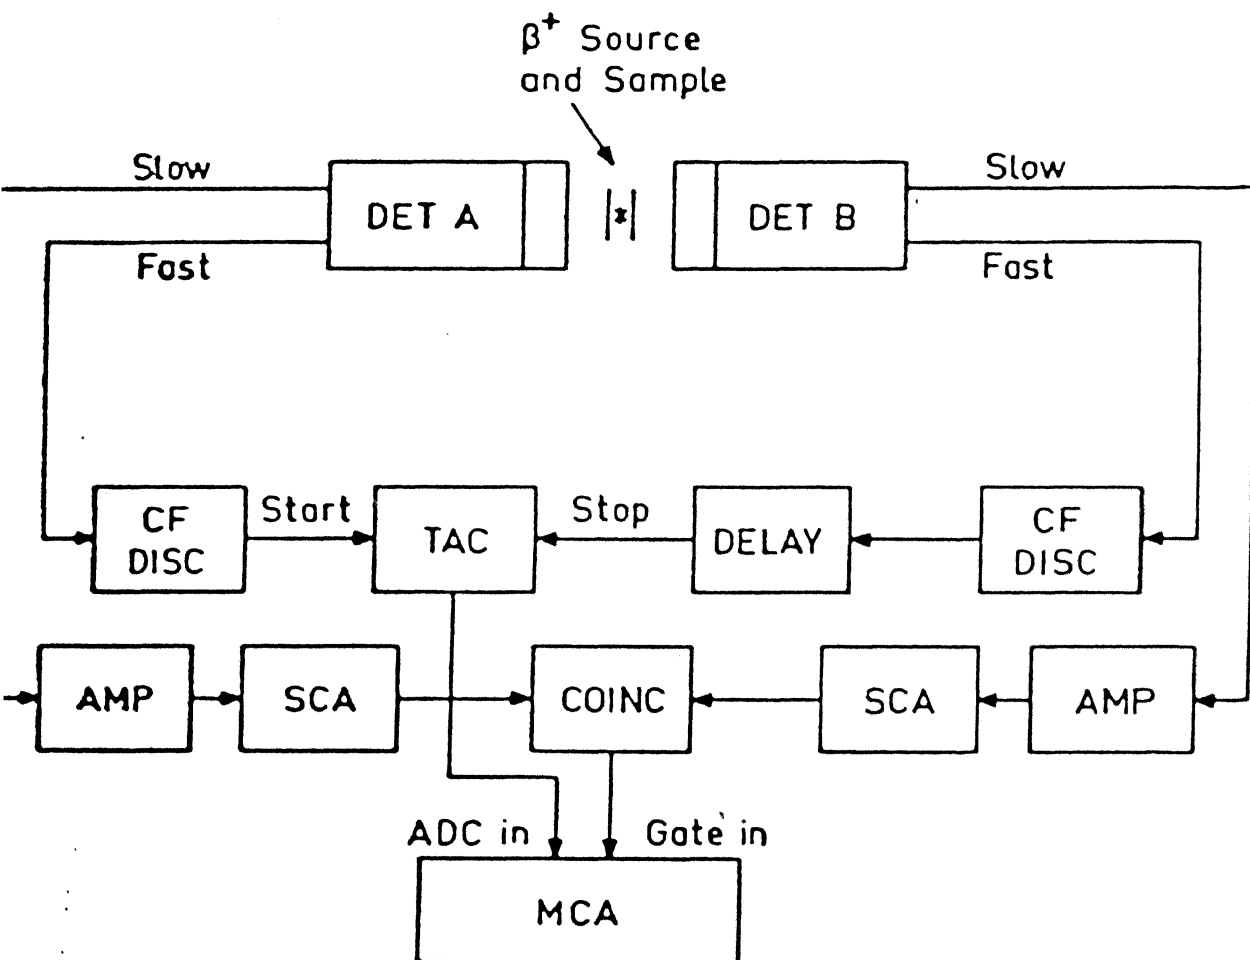 β+ Source
and Sample
Slow
Slow
DET A
DET B
Fast
Fast
CF
DISC
Start
TAC
Stop
DELAY
CF
DISC
AMP
SCA
COINC
SCA
AMP
ADC in
Gate in
MCA